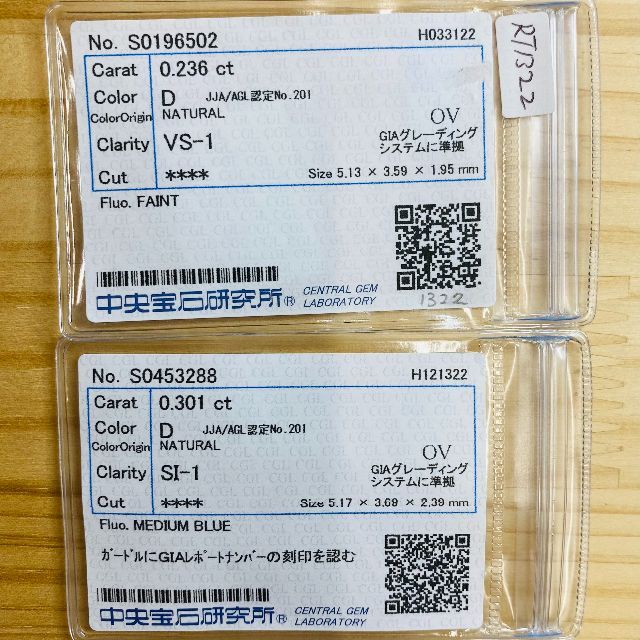 No. S0196502 H033122
RT1322
Carat 0.236 ct
Color D JJA/AGL認定No.201
ColorOrigin NATURAL
OV
Clarity VS-1 GIAグレーディング
システムに準拠
Cut **** Size 5.13 × 3.59 × 1.95 mm
Fluo. FAINT
中央宝石研究所® CENTRAL GEM
LABORATORY
1322
No. S0453288 H121322
Carat 0.301 ct
Color D JJA/AGL認定No.201
ColorOrigin NATURAL
OV
Clarity SI-1 GIAグレーディング
システムに準拠
Cut **** Size 5.17 × 3.69 × 2.39 mm
Fluo. MEDIUM BLUE
ガードルにGIAレポートナンバーの刻印を認む
中央宝石研究所® CENTRAL GEM
LABORATORY